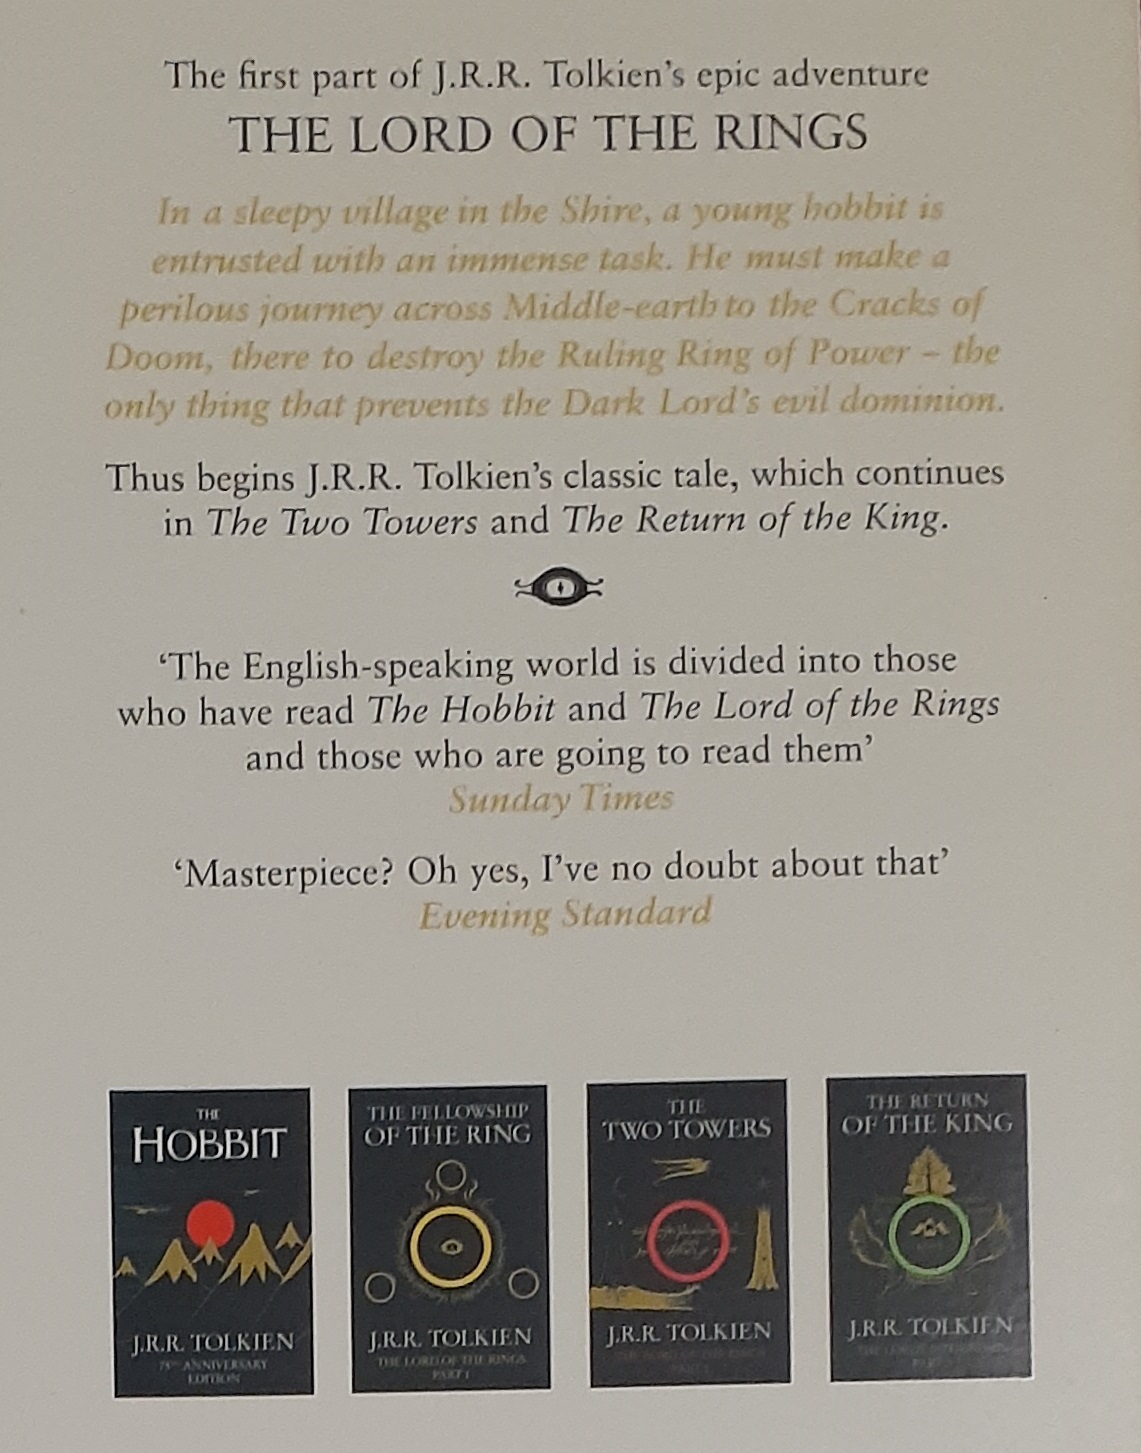 The first part of J.R.R. Tolkien's epic adventure
THE LORD OF THE RINGS
In a sleepy village in the Shire, a young hobbit is
entrusted with an immense task. He must make a
perilous journey across Middle-earth to the Cracks of
Doom, there to destroy the Ruling Ring of Power – the
only thing that prevents the Dark Lord's evil dominion.
Thus begins J.R.R. Tolkien's classic tale, which continues
in The Two Towers and The Return of the King.
'The English-speaking world is divided into those
who have read The Hobbit and The Lord of the Rings
and those who are going to read them'
Sunday Times
'Masterpiece? Oh yes, I've no doubt about that'
Evening Standard
THE
HOBBIT
J.R.R. TOLKIEN
75TH ANNIVERSARY
EDITION
THE FELLOWSHIP
OF THE RING
J.R.R. TOLKIEN
THE LORD OF THE RINGS
PART I
THE
TWO TOWERS
J.R.R. TOLKIEN
THE RETURN
OF THE KING
J.R.R. TOLKIEN